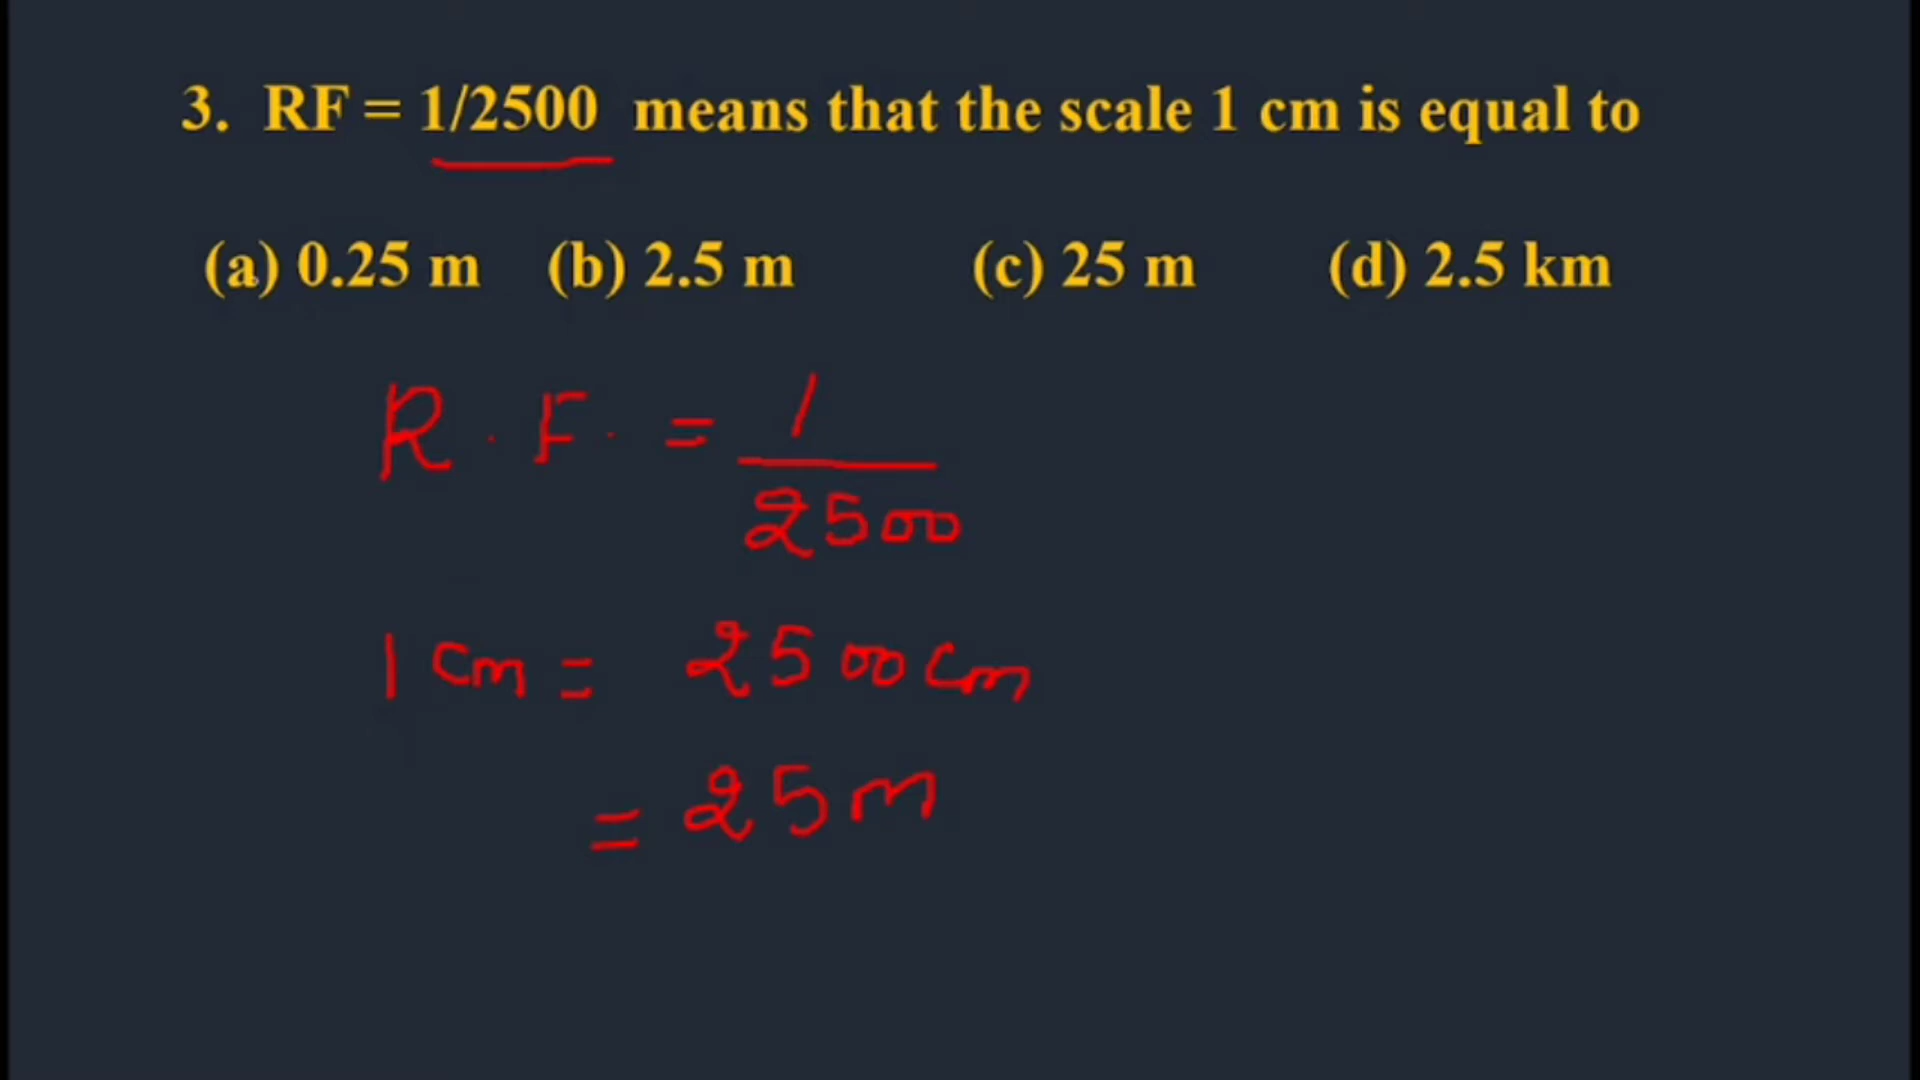 3. RF = 1/2500 means that the scale 1 cm is equal to
(a) 0.25 m (b) 2.5 m (c) 25 m (d) 2.5 km
R. F. = 1
2500
1 cm = 2500 cm
= 25 m